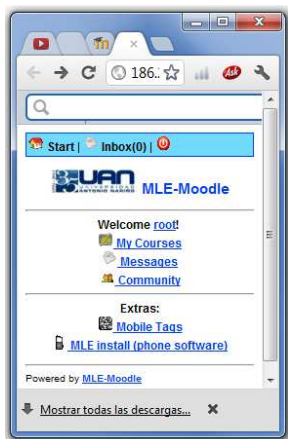 186..
Ask
Start | Inbox(0) |
UAN
UNIVERSIDAD
ANTONIO NARIÑO
MLE-Moodle
Welcome root!
My Courses
Messages
Community
Extras:
Mobile Tags
MLE install (phone software)
Powered by MLE-Moodle
Mostrar todas las descargas...